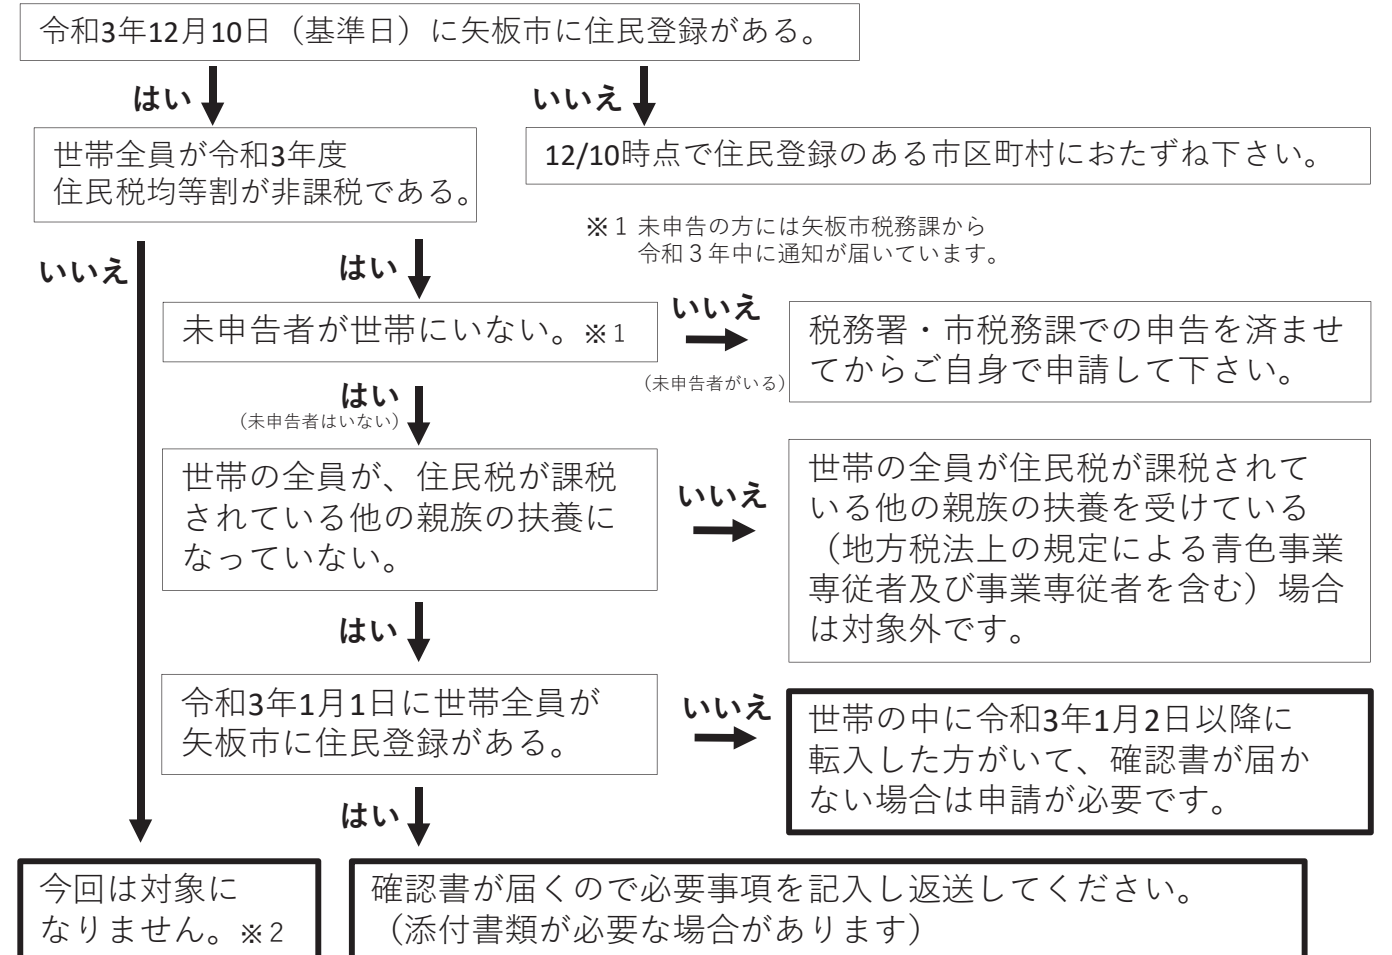 令和3年12月10日（基準日）に矢板市に住民登録がある。
はい
いいえ
世帯全員が令和3年度
住民税均等割が非課税である。
12/10時点で住民登録のある市区町村におたずね下さい。
※１ 未申告の方には矢板市税務課から
令和３年中に通知が届いています。
いいえ
はい
未申告者が世帯にいない。※１
いいえ
(未申告者がいる)
税務署・市税務課での申告を済ませ
てからご自身で申請して下さい。
はい
(未申告者はいない)
世帯の全員が、住民税が課税
されている他の親族の扶養に
なっていない。
いいえ
世帯の全員が住民税が課税されて
いる他の親族の扶養を受けている
（地方税法上の規定による青色事業
専従者及び事業専従者を含む）場合
は対象外です。
はい
令和3年1月1日に世帯全員が
矢板市に住民登録がある。
いいえ
世帯の中に令和3年1月2日以降に
転入した方がいて、確認書が届か
ない場合は申請が必要です。
はい
今回は対象に
なりません。※２
確認書が届くので必要事項を記入し返送してください。
（添付書類が必要な場合があります）